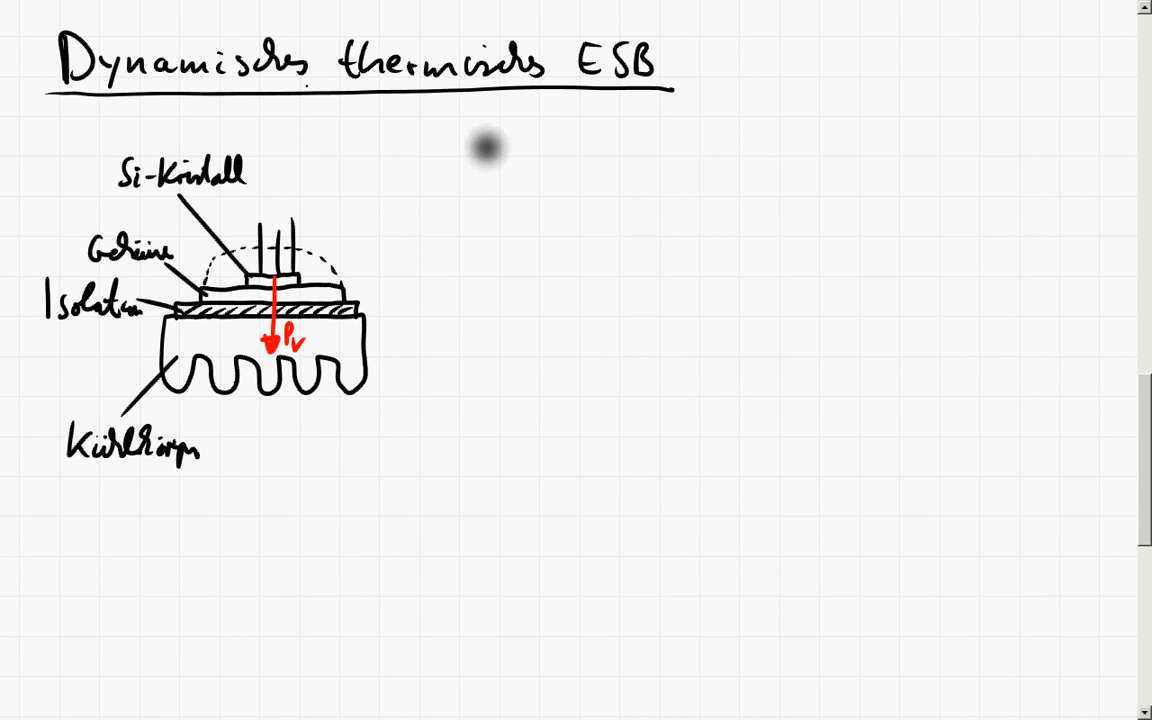 Dynamisches thermisches ESB
Si-Kristall
Gehäuse
Isolation
Pv
Kühlkörper